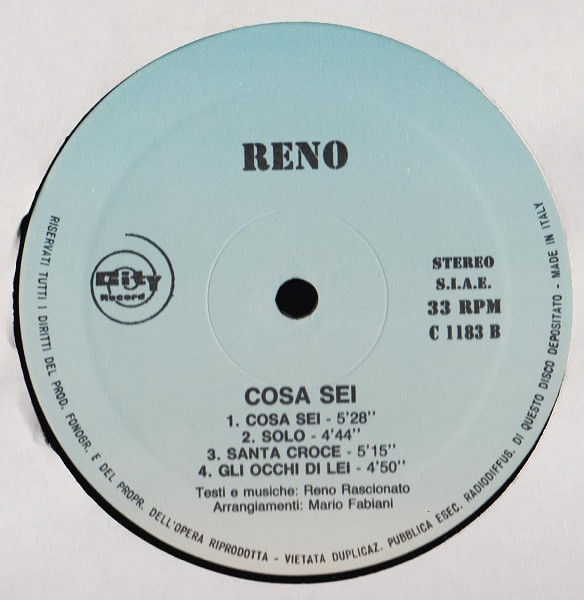 RENO
City
Record
STEREO
S.I.A.E.
33 RPM
C 1183 B
COSA SEI
1. COSA SEI - 5'28''
2. SOLO - 4'44''
3. SANTA CROCE - 5'15''
4. GLI OCCHI DI LEI - 4'50''
Testi e musiche: Reno Rascionato
Arrangiamenti: Mario Fabiani
RISERVATI TUTTI I DIRITTI DEL PROD. FONOGR. E DEL PROPR. DELL'OPERA RIPRODOTTA - VIETATA DUPLICAZ. PUBBLICA ESEC. RADIODIFFUS. DI QUESTO DISCO DEPOSITATO - MADE IN ITALY